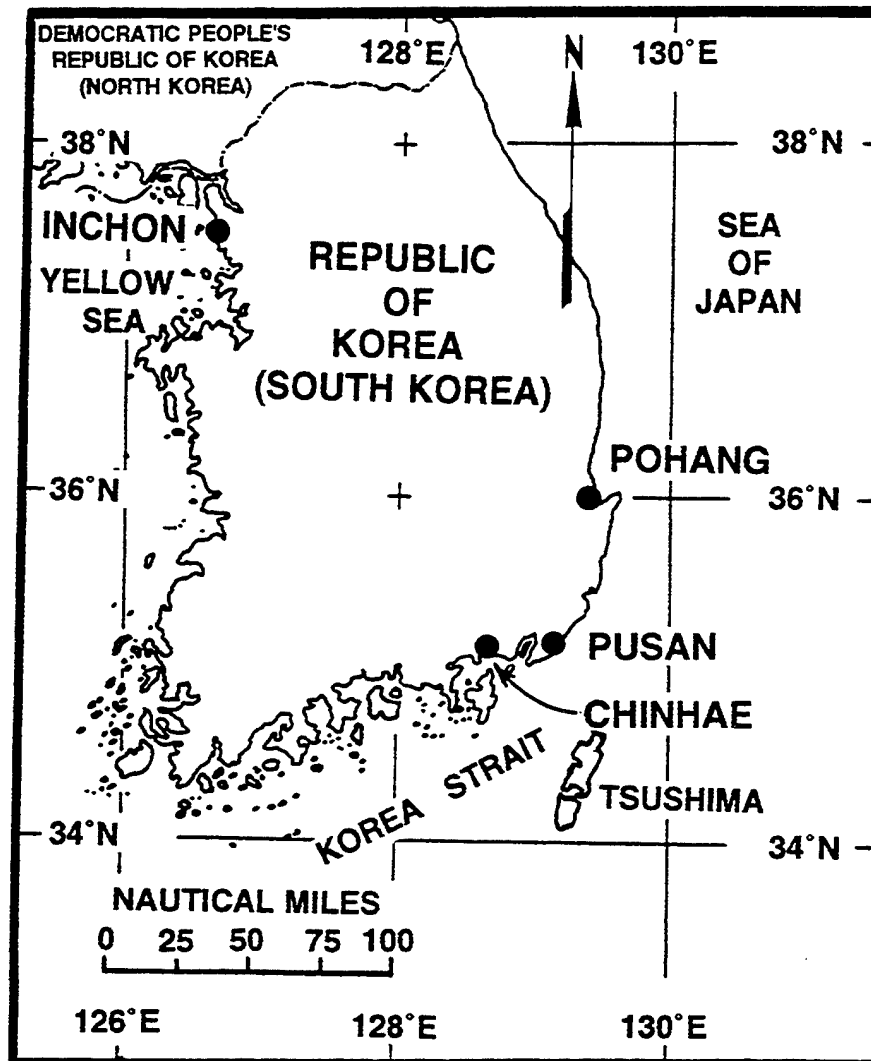 DEMOCRATIC PEOPLE'S
REPUBLIC OF KOREA
(NORTH KOREA)
128°E
N
130°E
38°N
38°N
INCHON
YELLOW
SEA
REPUBLIC
OF
KOREA
(SOUTH KOREA)
SEA
OF
JAPAN
POHANG
36°N
36°N
PUSAN
CHINHAE
KOREA STRAIT
TSUSHIMA
34°N
34°N
NAUTICAL MILES
0 25 50 75 100
126°E
128°E
130°E